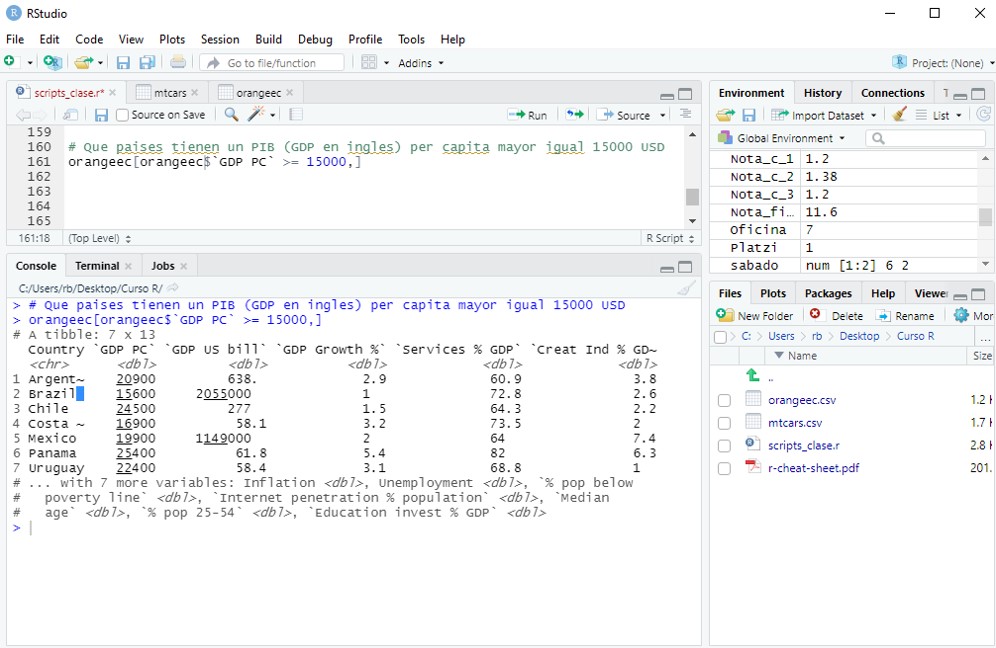 RStudio
File Edit Code View Plots Session Build Debug Profile Tools Help
Go to file/function Addins Project: (None)
scripts_clase.r* mtcars orangeec
Source on Save Run Source
159
160 # Que paises tienen un PIB (GDP en ingles) per capita mayor igual 15000 USD
161 orangeec[orangeec$`GDP PC` >= 15000,]
162
163
164
165
161:18 (Top Level) R Script
Console Terminal Jobs
C:/Users/rb/Desktop/Curso R/
> # Que paises tienen un PIB (GDP en ingles) per capita mayor igual 15000 USD
> orangeec[orangeec$`GDP PC` >= 15000,]
# A tibble: 7 x 13
Country `GDP PC` `GDP US bill` `GDP Growth %` `Services % GDP` `Creat Ind % GD~
<chr> <dbl> <dbl> <dbl> <dbl> <dbl>
1 Argent~ 20900 638. 2.9 60.9 3.8
2 Brazil 15600 2055000 1 72.8 2.6
3 Chile 24500 277 1.5 64.3 2.2
4 Costa ~ 16900 58.1 3.2 73.5 2
5 Mexico 19900 1149000 2 64 7.4
6 Panama 25400 61.8 5.4 82 6.3
7 Uruguay 22400 58.4 3.1 68.8 1
# ... with 7 more variables: Inflation <dbl>, Unemployment <dbl>, `% pop below
# poverty line` <dbl>, `Internet penetration % population` <dbl>, `Median
# age` <dbl>, `% pop 25-54` <dbl>, `Education invest % GDP` <dbl>
>
Environment History Connections T
Import Dataset List
Global Environment
Nota_c_1 1.2
Nota_c_2 1.38
Nota_c_3 1.2
Nota_fi… 11.6
Oficina 7
Platzi 1
sabado num [1:2] 6 2
Files Plots Packages Help Viewer
New Folder Delete Rename Mor
C: Users rb Desktop Curso R ...
Name Size
..
orangeec.csv 1.2 K
mtcars.csv 1.7 K
scripts_clase.r 2.8 K
r-cheat-sheet.pdf 201.